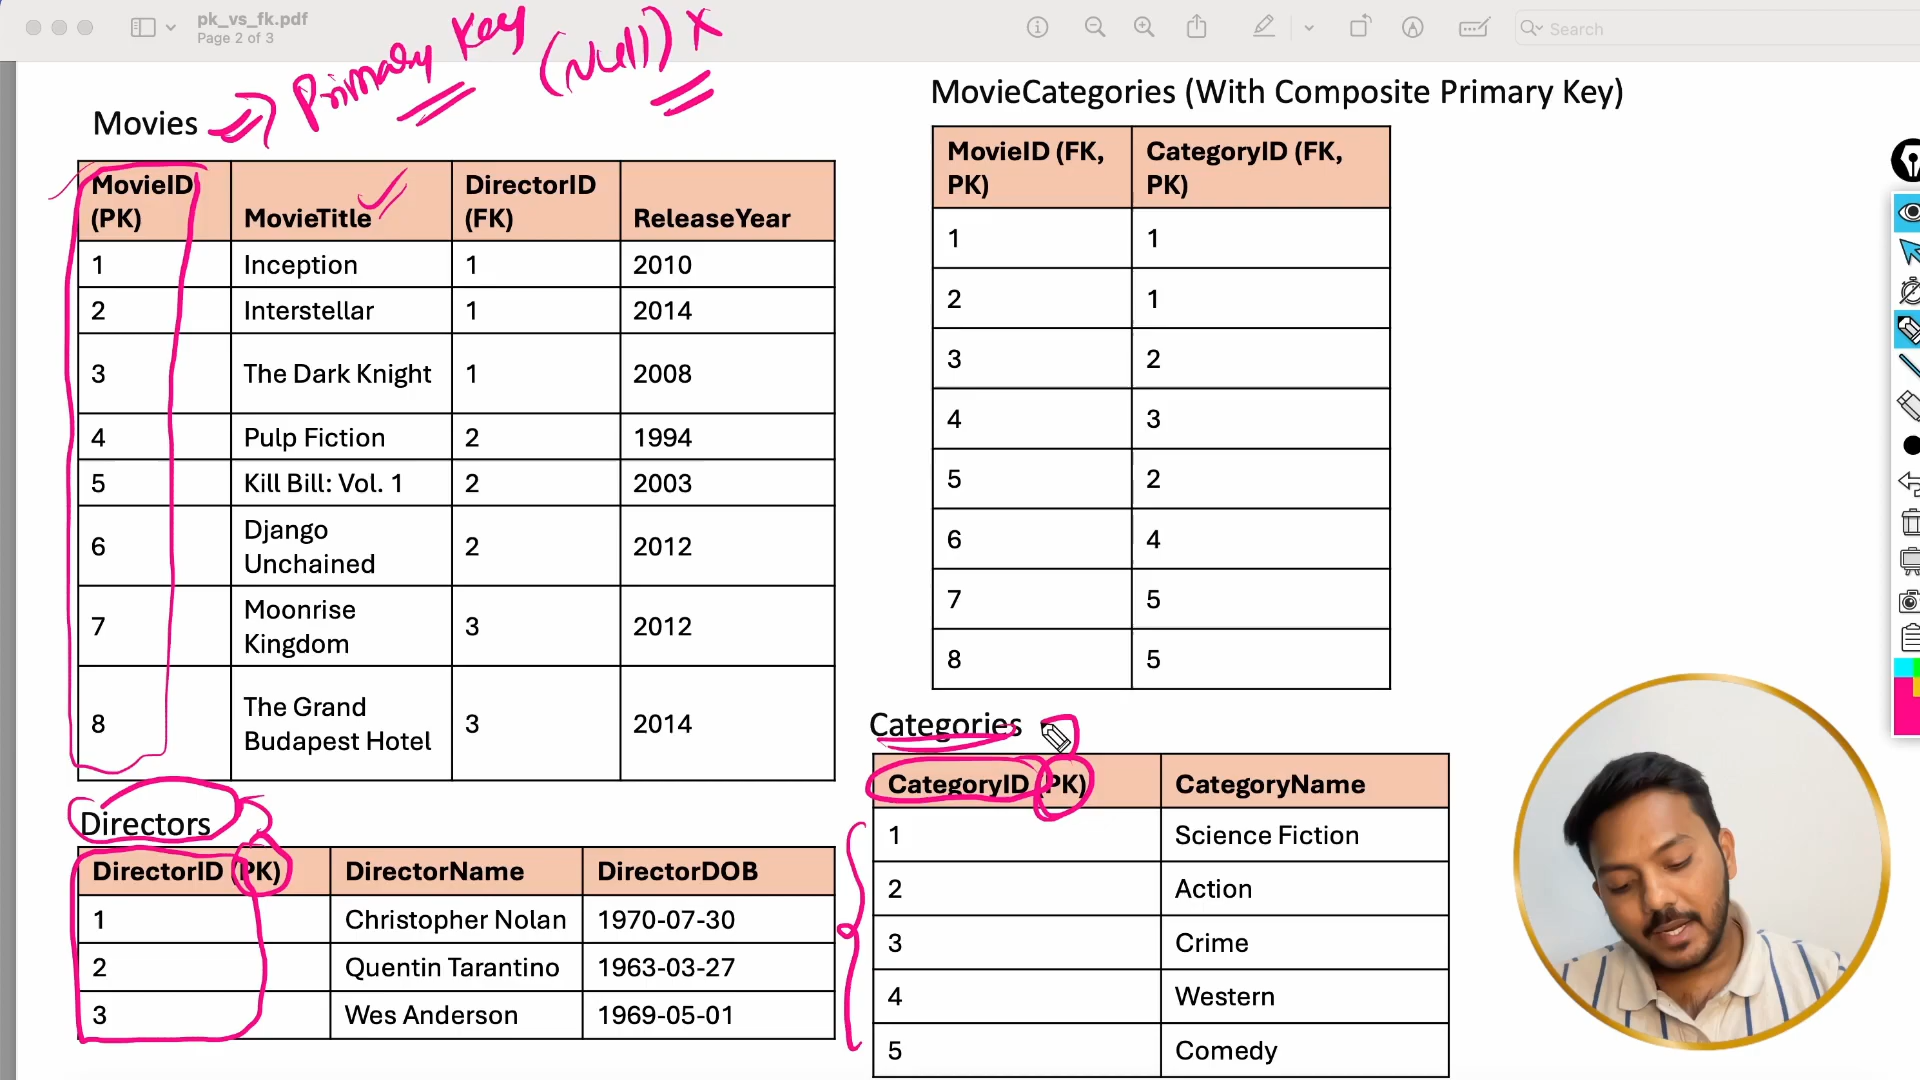 pk_vs_fk.pdf
Page 2 of 3
Search
Primary Key (Null) X
Movies
MovieID (PK) MovieTitle DirectorID (FK) ReleaseYear
1 Inception 1 2010
2 Interstellar 1 2014
3 The Dark Knight 1 2008
4 Pulp Fiction 2 1994
5 Kill Bill: Vol. 1 2 2003
6 Django Unchained 2 2012
7 Moonrise Kingdom 3 2012
8 The Grand Budapest Hotel 3 2014
Directors
DirectorID (PK) DirectorName DirectorDOB
1 Christopher Nolan 1970-07-30
2 Quentin Tarantino 1963-03-27
3 Wes Anderson 1969-05-01
MovieCategories (With Composite Primary Key)
MovieID (FK, PK) CategoryID (FK, PK)
1 1
2 1
3 2
4 3
5 2
6 4
7 5
8 5
Categories
CategoryID (PK) CategoryName
1 Science Fiction
2 Action
3 Crime
4 Western
5 Comedy